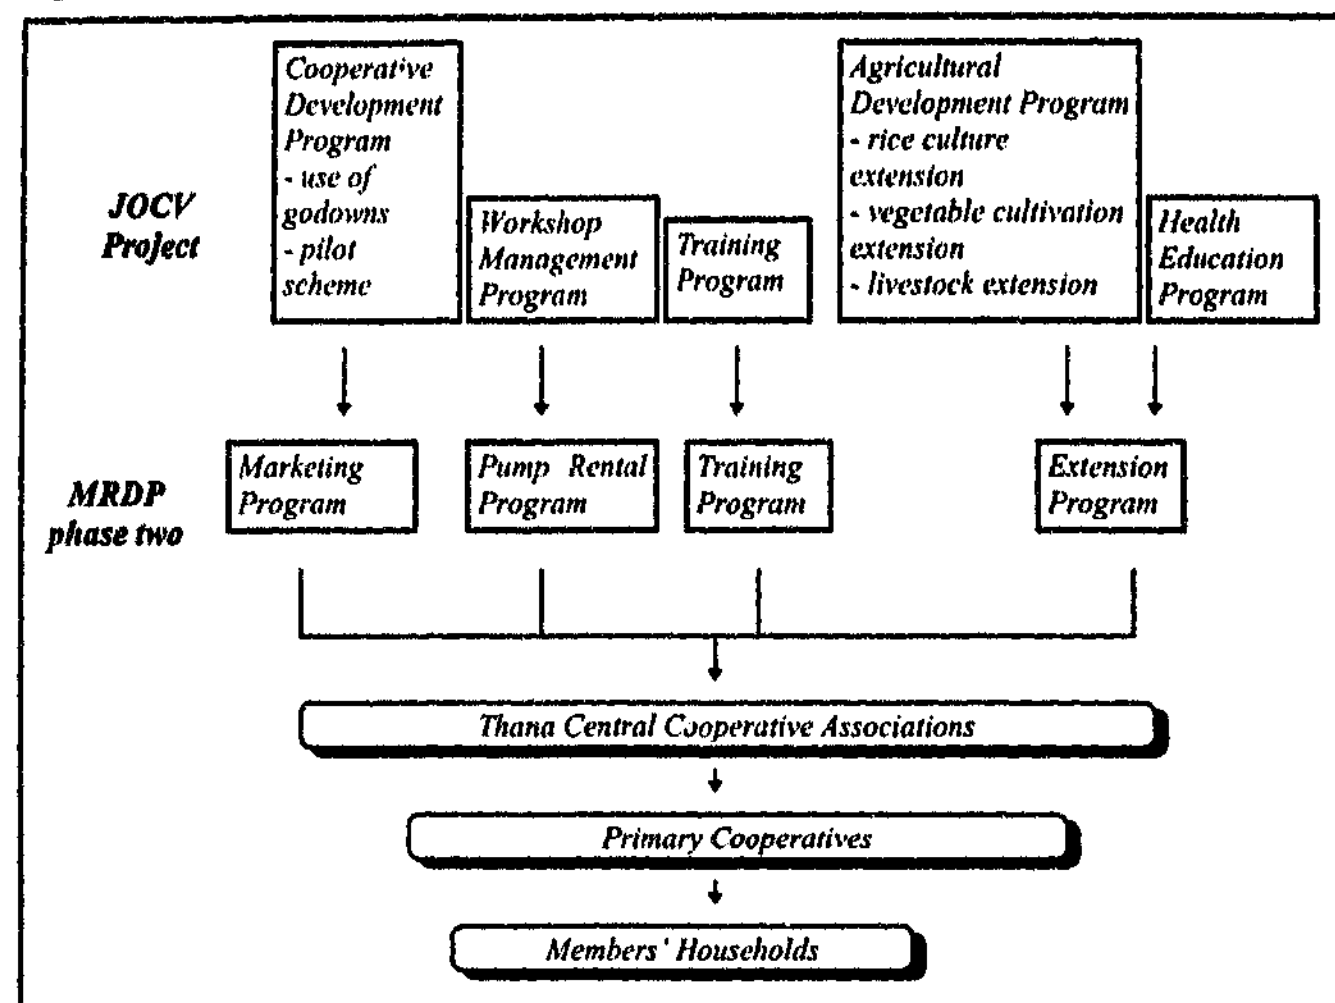 JOCV
Project
Cooperative
Development
Program
- use of
godowns
- pilot
scheme
Workshop
Management
Program
Training
Program
Agricultural
Development Program
- rice culture
extension
- vegetable cultivation
extension
- livestock extension
Health
Education
Program
MRDP
phase two
Marketing
Program
Pump Rental
Program
Training
Program
Extension
Program
Thana Central Cooperative Associations
Primary Cooperatives
Members' Households